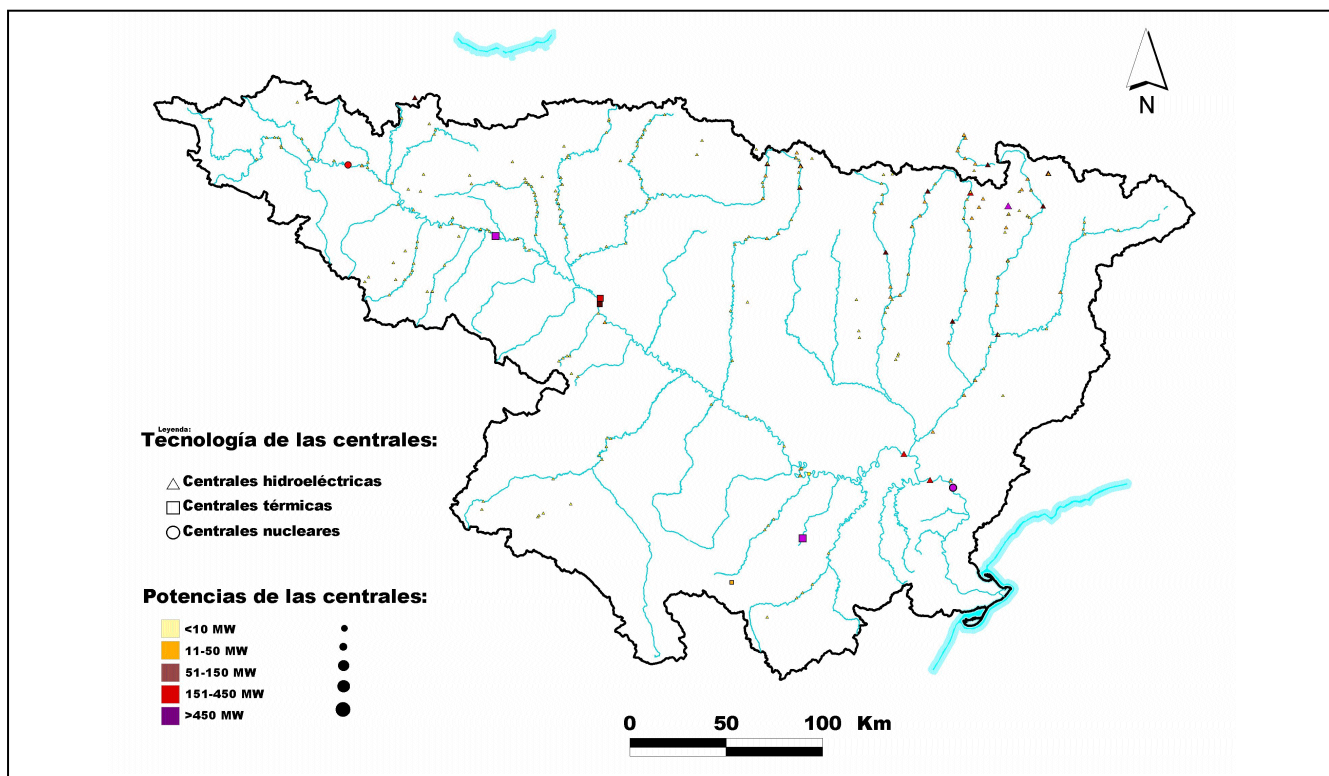 N
Leyenda:
Tecnología de las centrales:
Centrales hidroeléctricas
Centrales térmicas
Centrales nucleares
Potencias de las centrales:
<10 MW
11-50 MW
51-150 MW
151-450 MW
>450 MW
0 50 100 Km